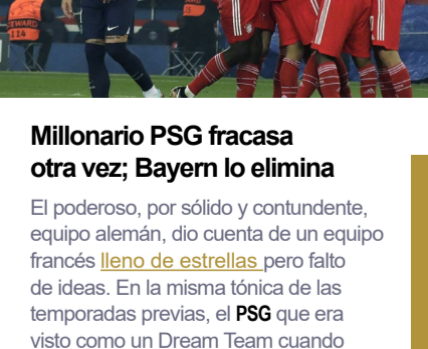 EWARD
114
Millonario PSG fracasa
otra vez; Bayern lo elimina
El poderoso, por sólido y contundente,
equipo alemán, dio cuenta de un equipo
francés lleno de estrellas pero falto
de ideas. En la misma tónica de las
temporadas previas, el PSG que era
visto como un Dream Team cuando